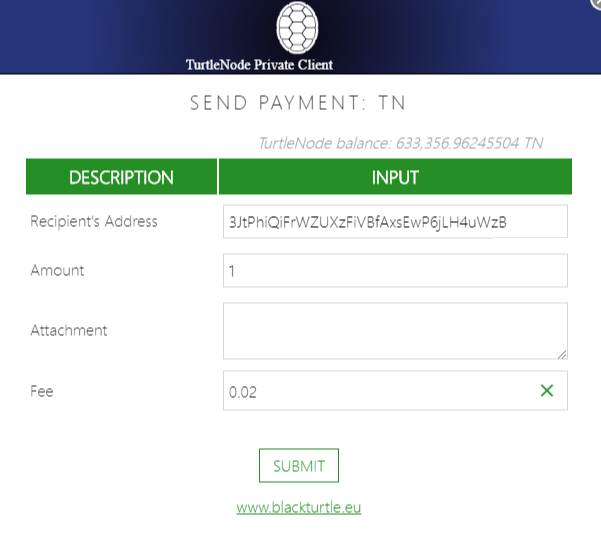 TurtleNode Private Client
SEND PAYMENT: TN
TurtleNode balance: 633,356.96245504 TN
DESCRIPTION INPUT
Recipient's Address 3JtPhiQiFrWZUXzFiVBfAxsEwP6jLH4uWzB
Amount 1
Attachment
Fee 0.02
SUBMIT
www.blackturtle.eu